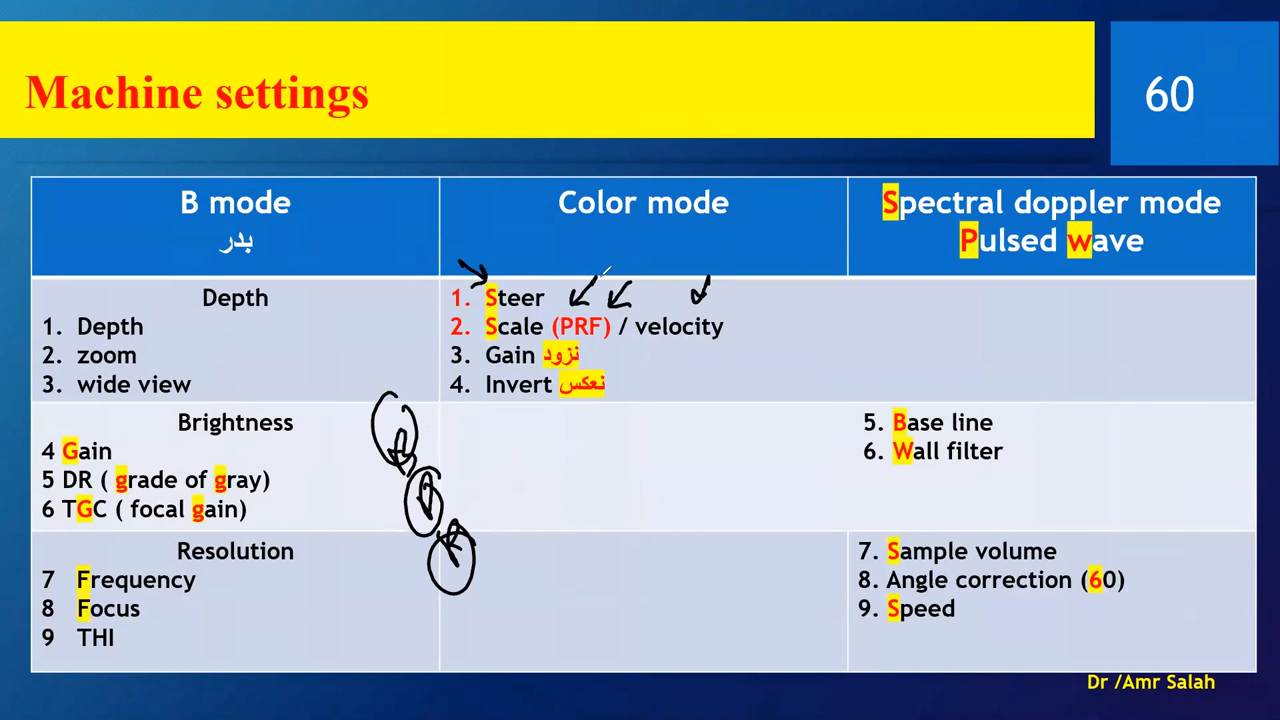 Machine settings
60
B mode
بدر
Color mode
Spectral doppler mode
Pulsed wave
Depth
1. Depth
2. zoom
3. wide view
1. Steer
2. Scale (PRF) / velocity
3. Gain نزود
4. Invert نعكس
Brightness
4 Gain
5 DR ( grade of gray)
6 TGC ( focal gain)
5. Base line
6. Wall filter
Resolution
7 Frequency
8 Focus
9 THI
7. Sample volume
8. Angle correction (60)
9. Speed
Dr /Amr Salah